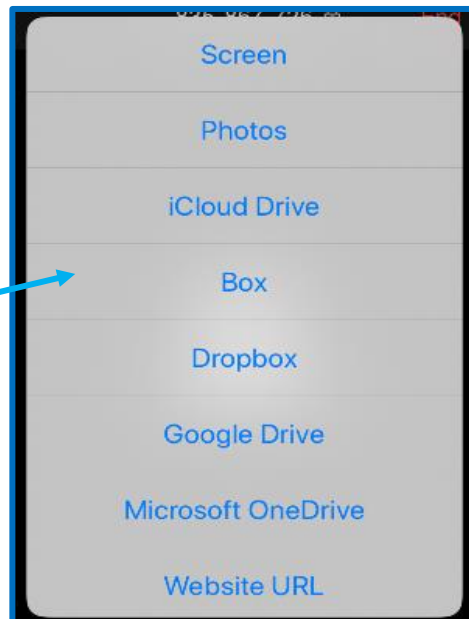 Screen
Photos
iCloud Drive
Box
Dropbox
Google Drive
Microsoft OneDrive
Website URL